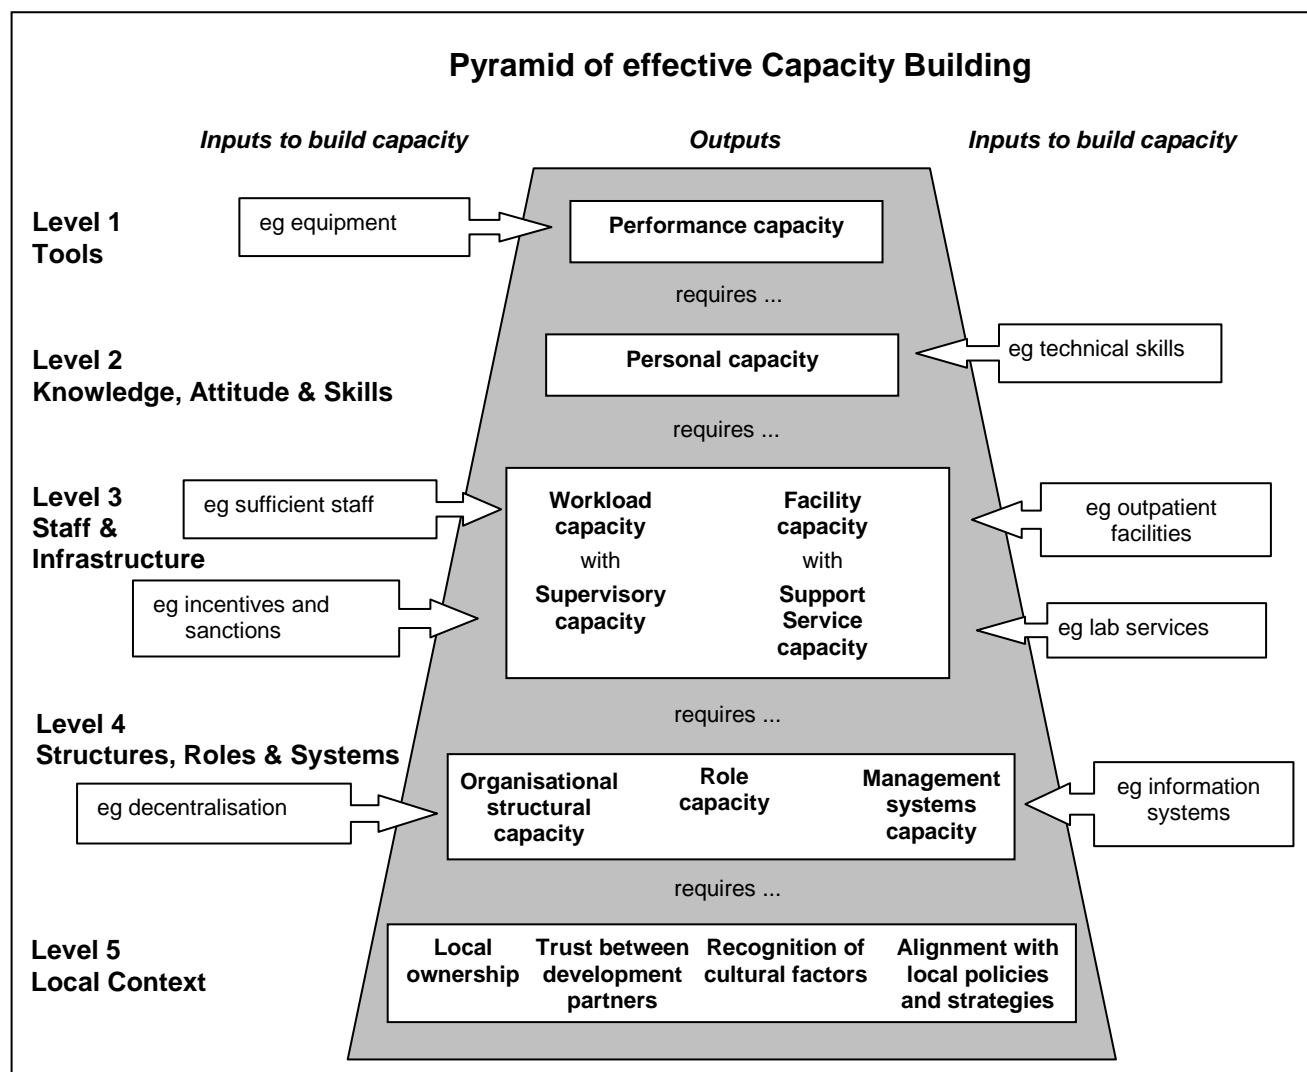 Pyramid of effective Capacity Building
Inputs to build capacity
Outputs
Inputs to build capacity
Level 1
Tools
eg equipment
Performance capacity
requires ...
Level 2
Knowledge, Attitude & Skills
Personal capacity
eg technical skills
requires ...
Level 3
Staff &
Infrastructure
eg sufficient staff
eg incentives and
sanctions
Workload
capacity
with
Supervisory
capacity
Facility
capacity
with
Support
Service
capacity
eg outpatient
facilities
eg lab services
requires ...
Level 4
Structures, Roles & Systems
eg decentralisation
Organisational
structural
capacity
Role
capacity
Management
systems
capacity
eg information
systems
requires ...
Level 5
Local Context
Local
ownership
Trust between
development
partners
Recognition of
cultural factors
Alignment with
local policies
and strategies